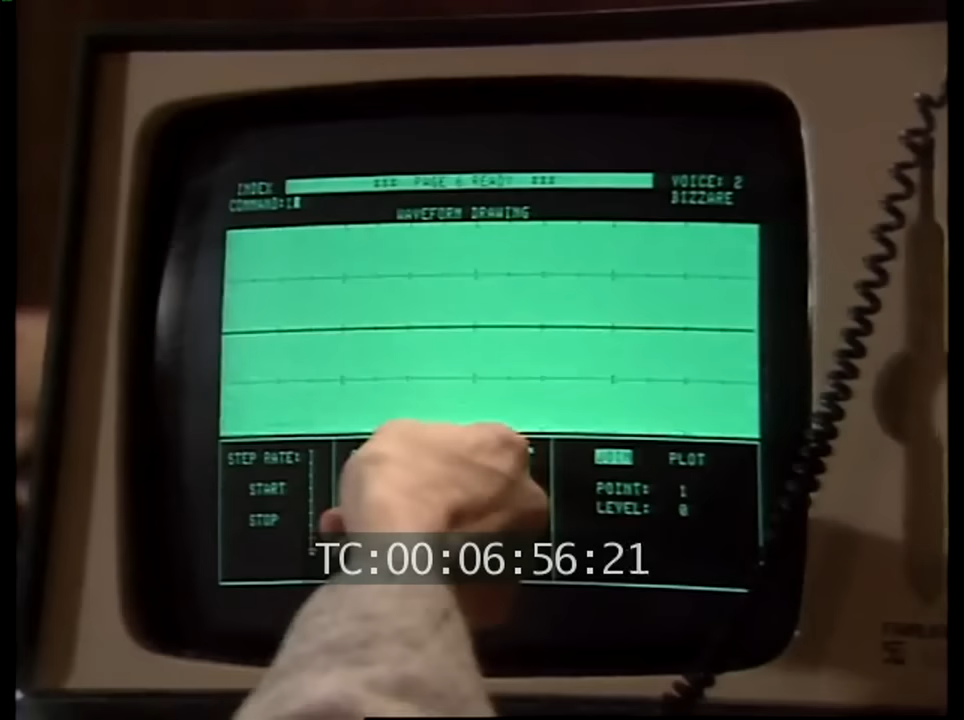 INDEX
*** PAGE 6 READY ***
VOICE: 2
COMMAND:1
BIZZARE
WAVEFORM DRAWING
STEP RATE:
JOIN PLOT
START
POINT: 1
LEVEL: 0
STOP
TC:00:06:56:21